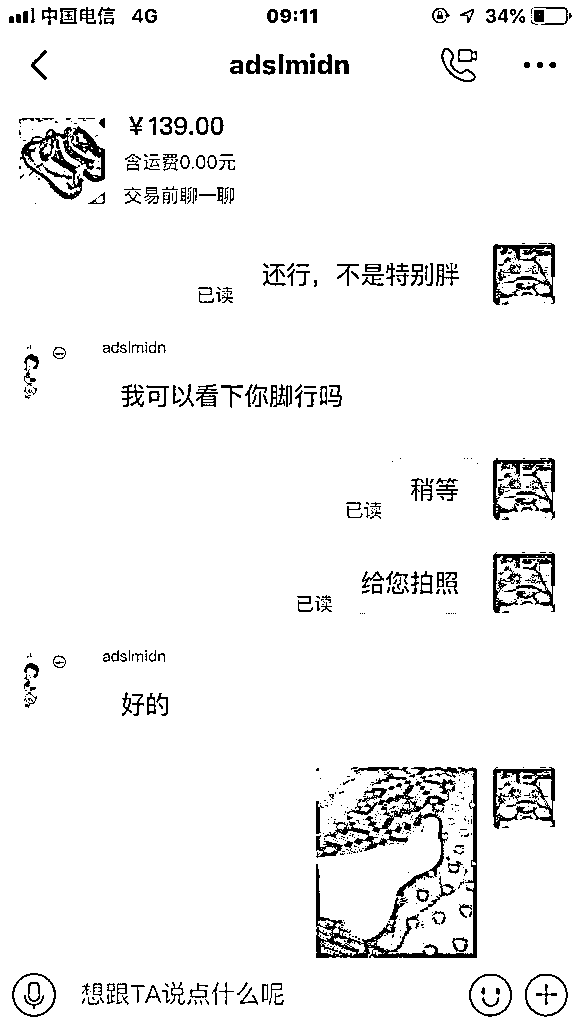 中国电信 4G 09:11 34%
adslmidn
￥139.00
含运费0.00元
交易前聊一聊
还行，不是特别胖
已读
adslmidn
我可以看下你脚行吗
稍等
已读
给您拍照
已读
adslmidn
好的
想跟TA说点什么呢